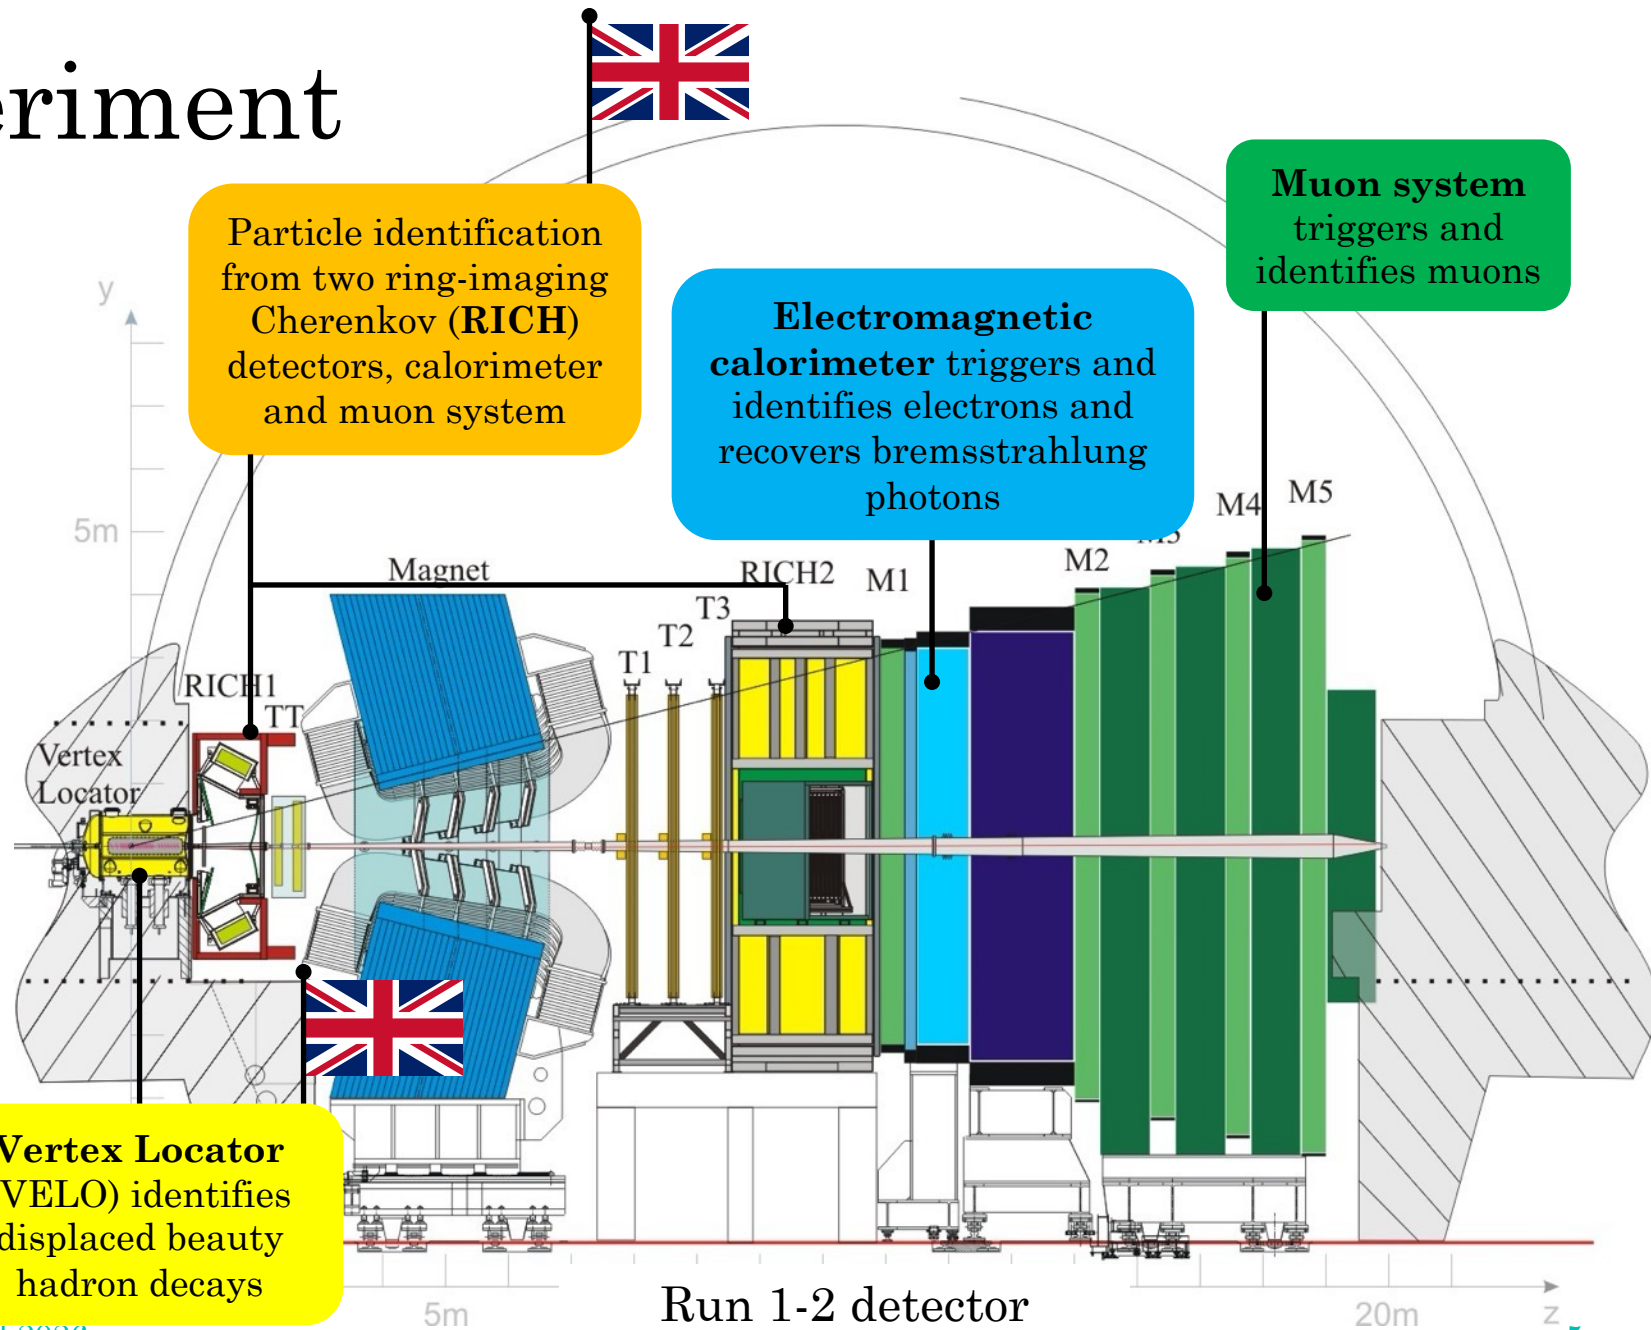 eriment
Particle identification
from two ring-imaging
Cherenkov (RICH)
detectors, calorimeter
and muon system
Muon system
triggers and
identifies muons
Electromagnetic
calorimeter triggers and
identifies electrons and
recovers bremsstrahlung
photons
y
5m
Magnet
RICH2
M1
M2
M4
M5
T1
T2
T3
RICH1
TT
Vertex
Locator
Vertex Locator
VELO) identifies
displaced beauty
hadron decays
5m
Run 1-2 detector
20m
z